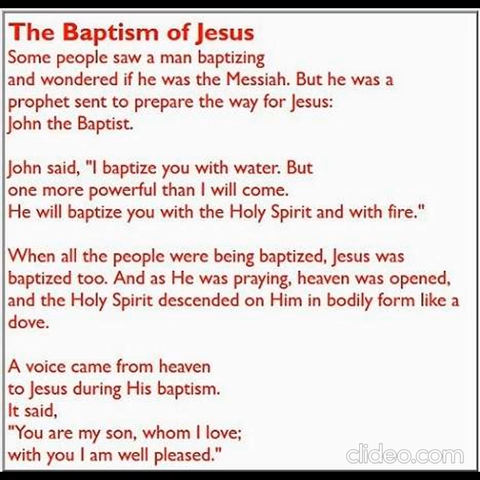 The Baptism of Jesus
Some people saw a man baptizing
and wondered if he was the Messiah. But he was a
prophet sent to prepare the way for Jesus:
John the Baptist.
John said, "I baptize you with water. But
one more powerful than I will come.
He will baptize you with the Holy Spirit and with fire."
When all the people were being baptized, Jesus was
baptized too. And as He was praying, heaven was opened,
and the Holy Spirit descended on Him in bodily form like a
dove.
A voice came from heaven
to Jesus during His baptism.
It said,
"You are my son, whom I love;
with you I am well pleased."
clideo.com